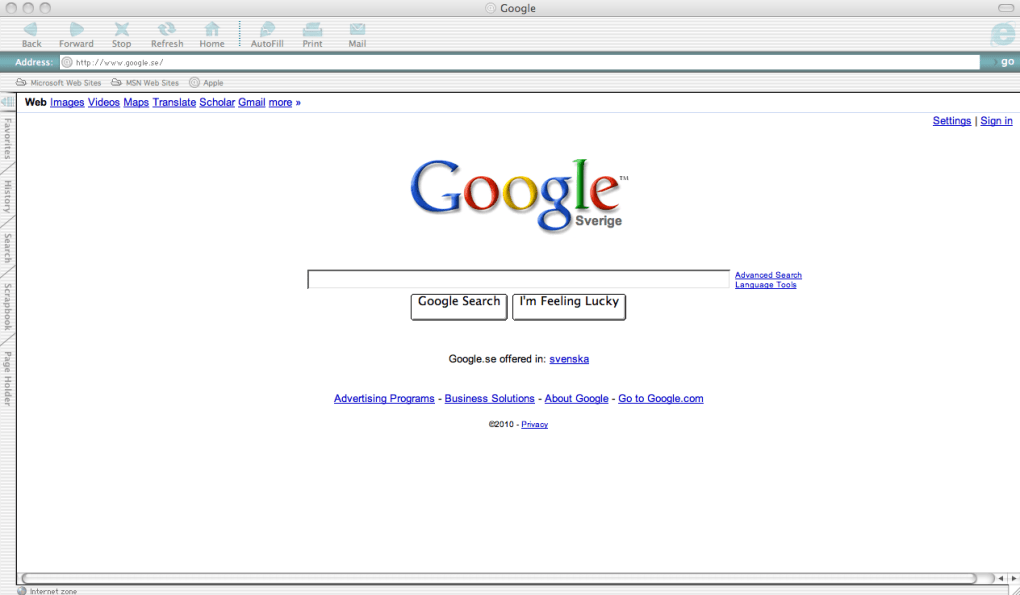 Google
Back Forward Stop Refresh Home AutoFill Print Mail
Address: http://www.google.se/ go
Microsoft Web Sites MSN Web Sites Apple
Web Images Videos Maps Translate Scholar Gmail more »
Settings | Sign in
Favorites
History
Search
Scrapbook
Page Holder
Google™
Sverige
Advanced Search
Language Tools
Google Search I'm Feeling Lucky
Google.se offered in: svenska
Advertising Programs - Business Solutions - About Google - Go to Google.com
©2010 - Privacy
Internet zone